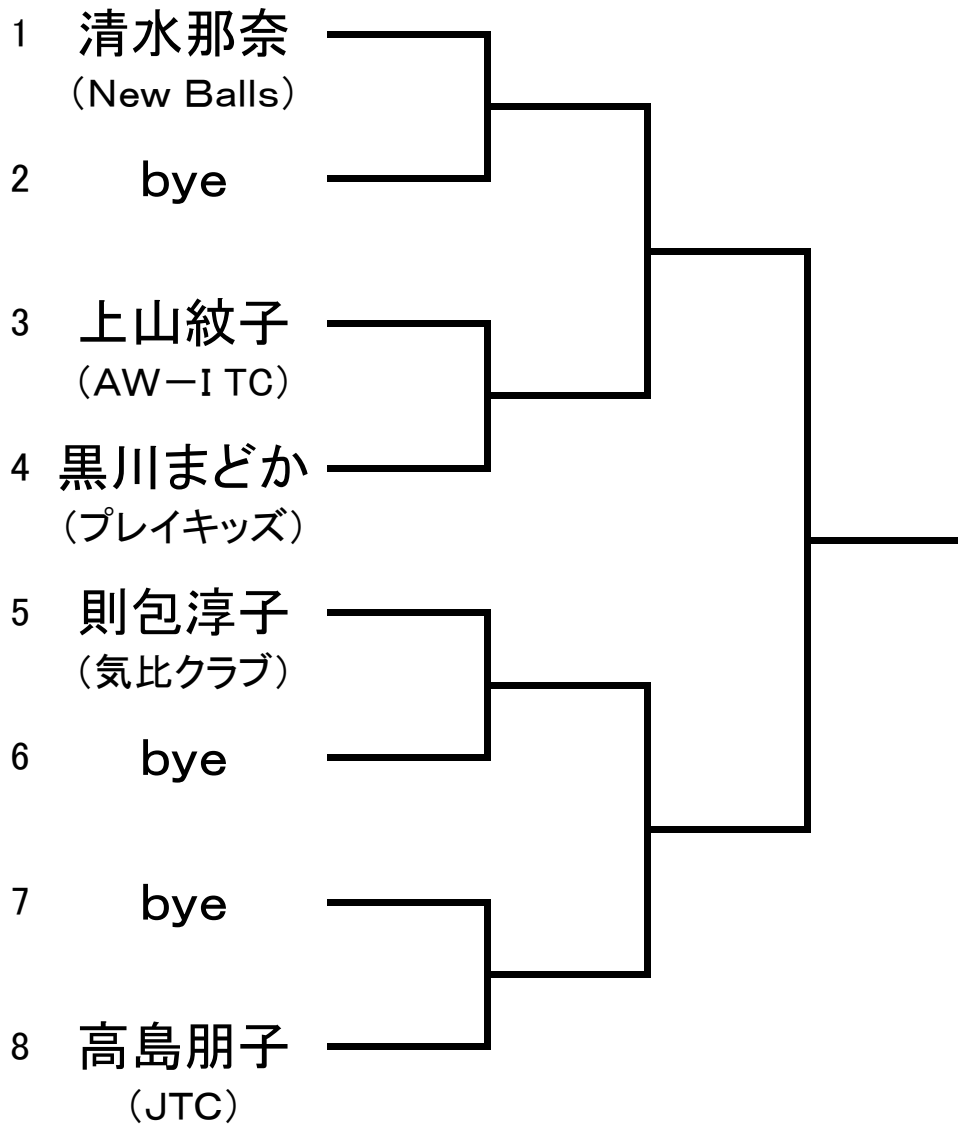 1 清水那奈
（New Balls）
2 bye
3 上山紋子
（AW－I TC）
4 黒川まどか
（プレイキッズ）
5 則包淳子
（気比クラブ）
6 bye
7 bye
8 高島朋子
（JTC）